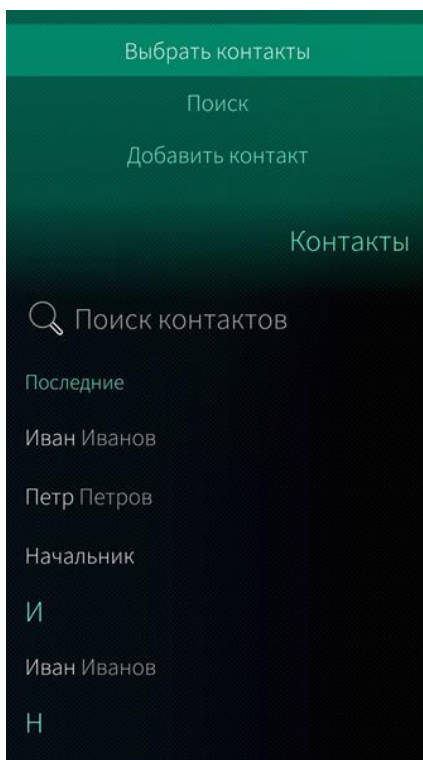 Выбрать контакты
Поиск
Добавить контакт
Контакты
Поиск контактов
Последние
Иван Иванов
Петр Петров
Начальник
И
Иван Иванов
Н